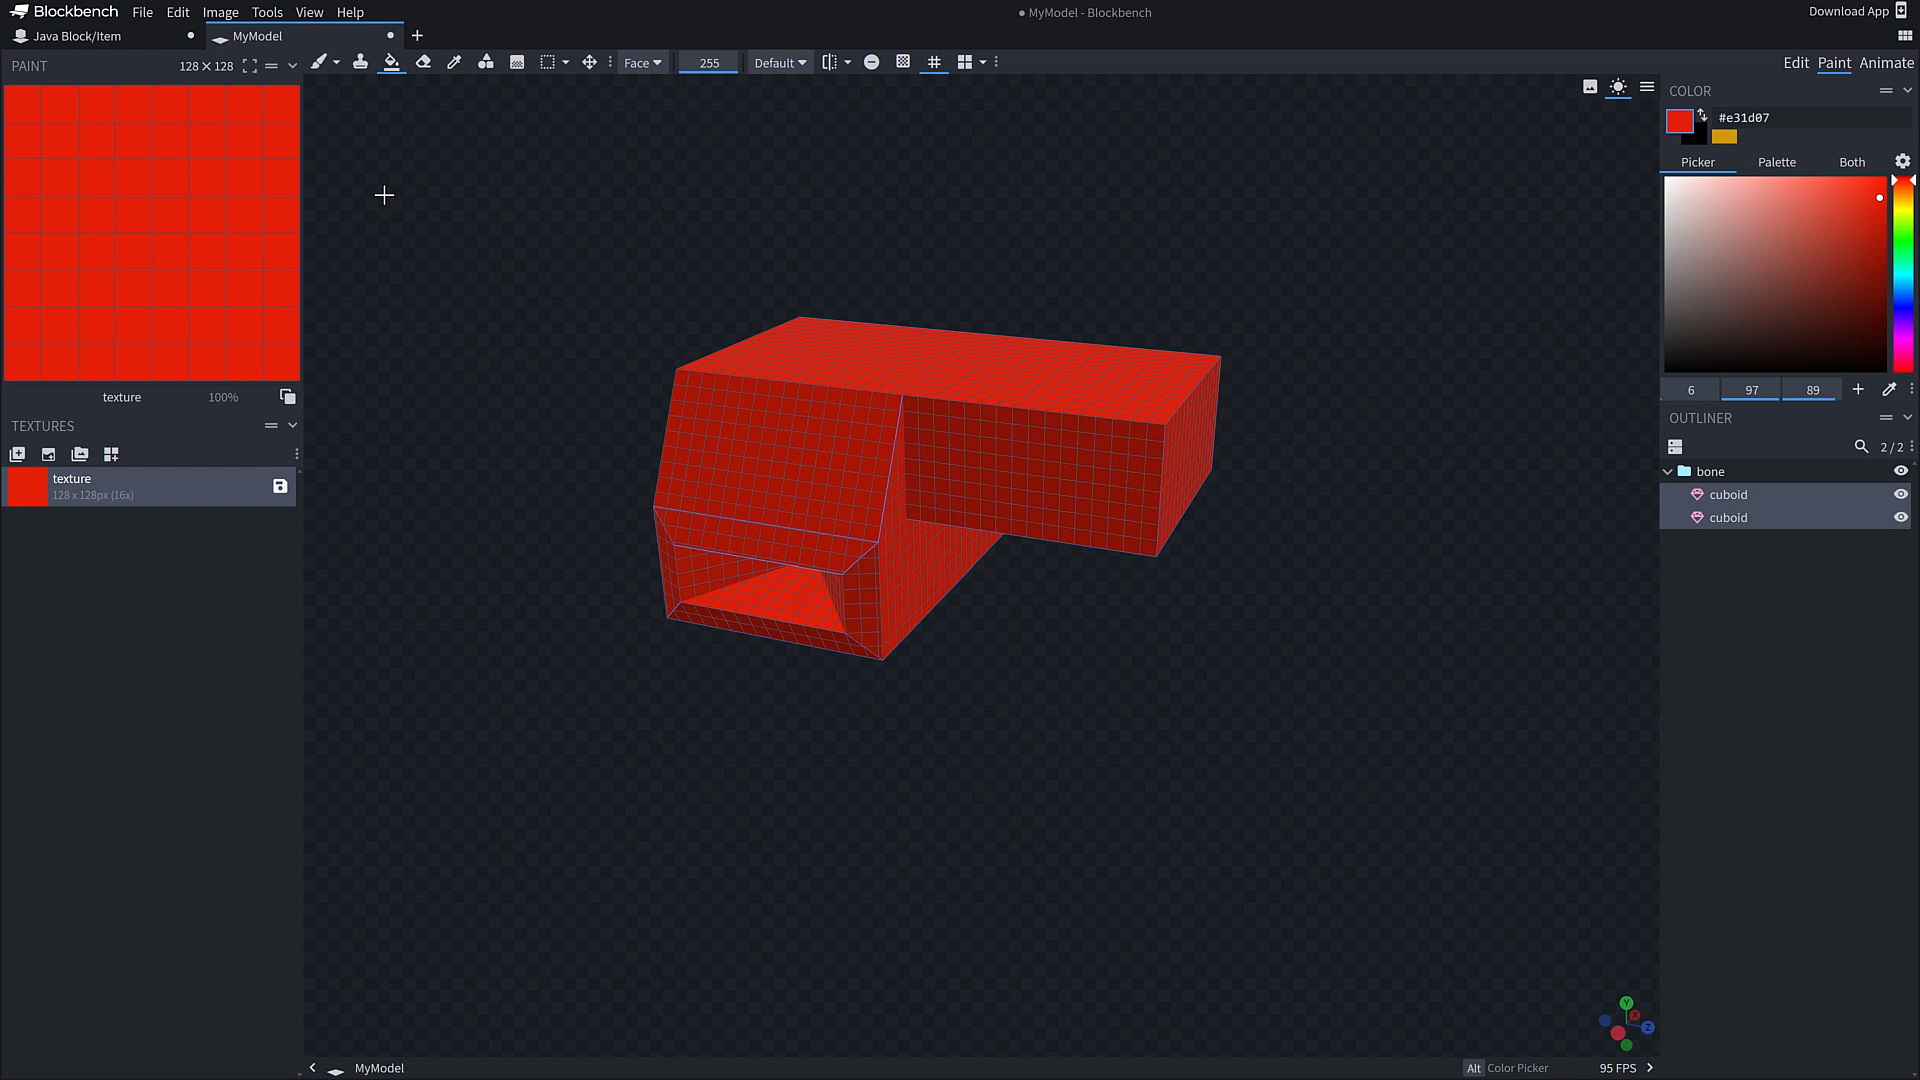 Blockbench File Edit Image Tools View Help
MyModel - Blockbench
Download App
Java Block/Item
MyModel
PAINT 128 × 128
Face 255 Default
Edit Paint Animate
COLOR
#e31d07
Picker Palette Both
6 97 89
texture 100%
TEXTURES
texture
128 x 128px (16x)
OUTLINER
2 / 2
bone
cuboid
cuboid
Y
X
Z
MyModel
Alt Color Picker 95 FPS